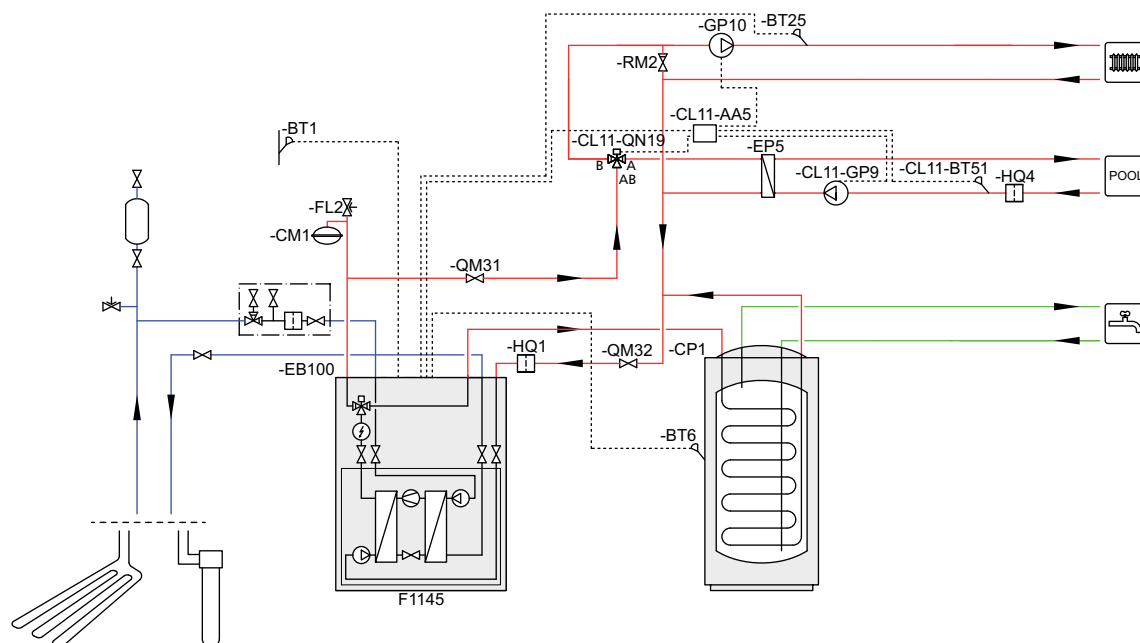 -GP10
-BT25
-RM2
-CL11-AA5
-BT1
-CL11-QN19
-EP5
B
A
AB
-CL11-GP9
-CL11-BT51
-HQ4
POOL
-FL2
-CM1
-QM31
-HQ1
-QM32
-CP1
-EB100
-BT6
F1145